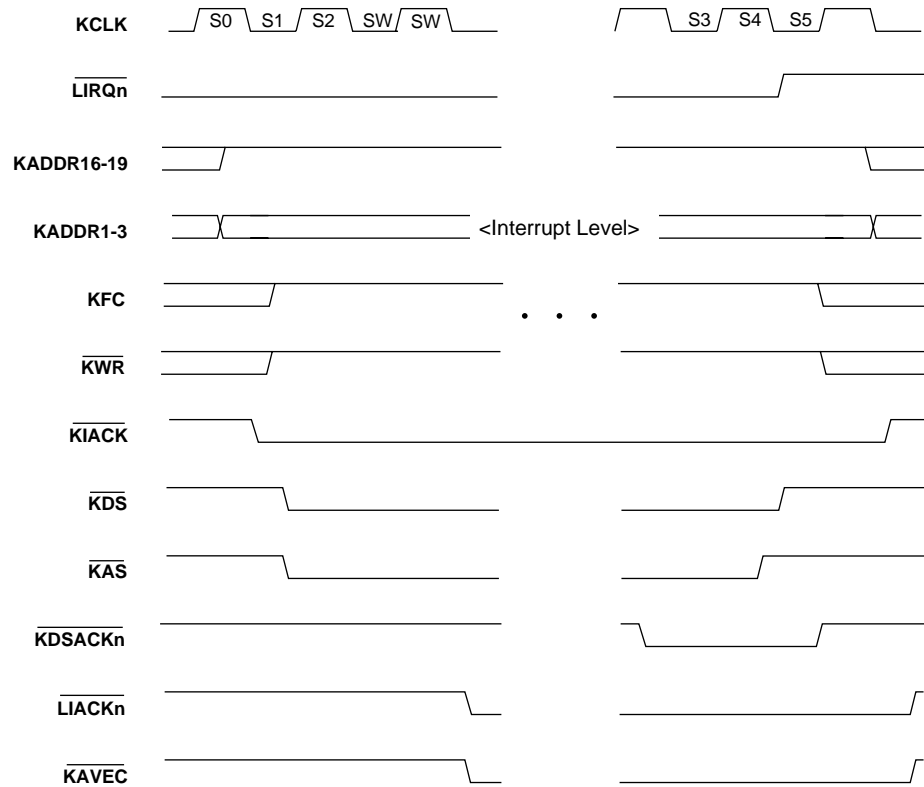 KCLK S0 S1 S2 SW SW S3 S4 S5
LIRQn
KADDR16-19
KADDR1-3 <Interrupt Level>
KFC
. . .
KWR
KIACK
KDS
KAS
KDSACKn
LIACKn
KAVEC